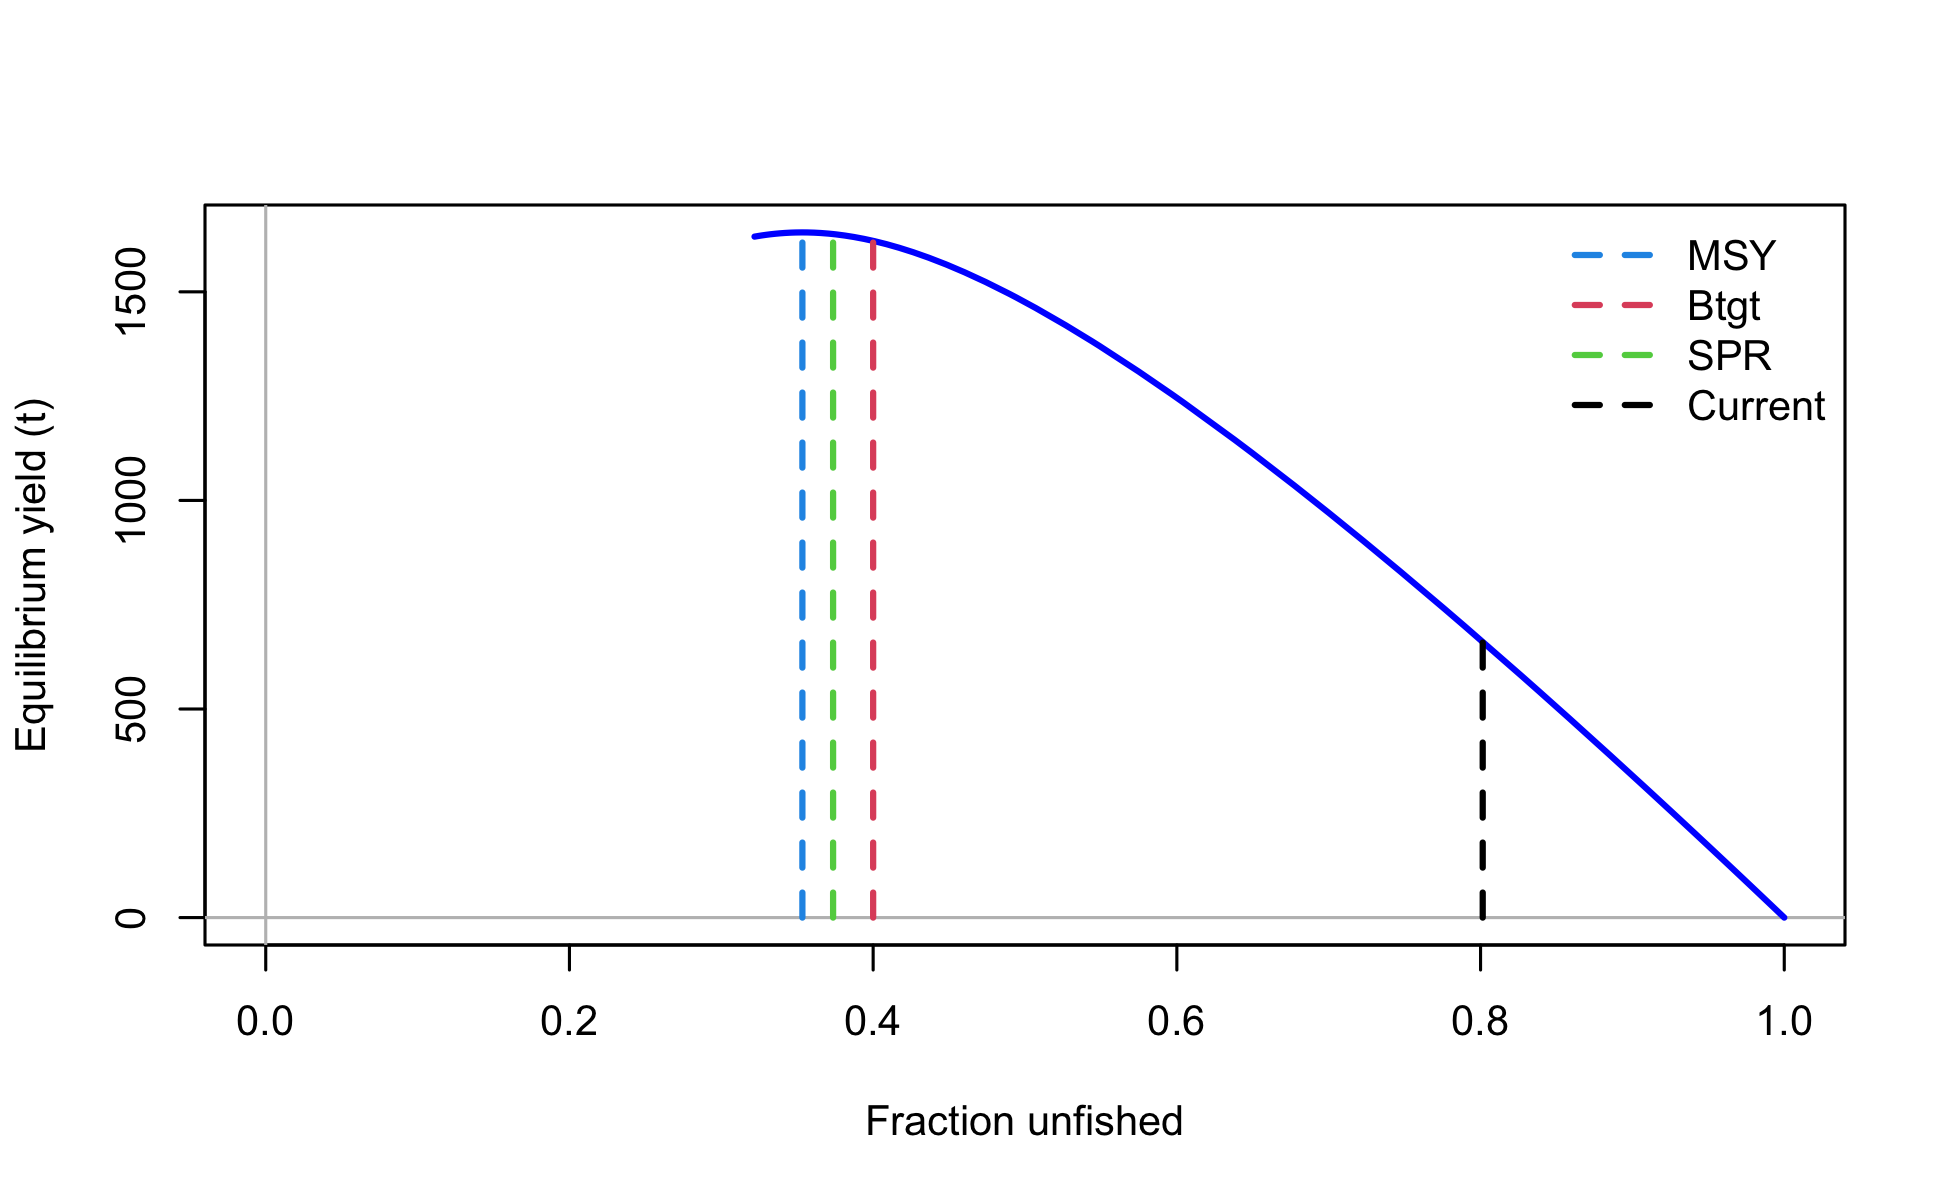 MSY
Btgt
SPR
Current
Equilibrium yield (t)
1500
1000
500
0
0.0 0.2 0.4 0.6 0.8 1.0
Fraction unfished